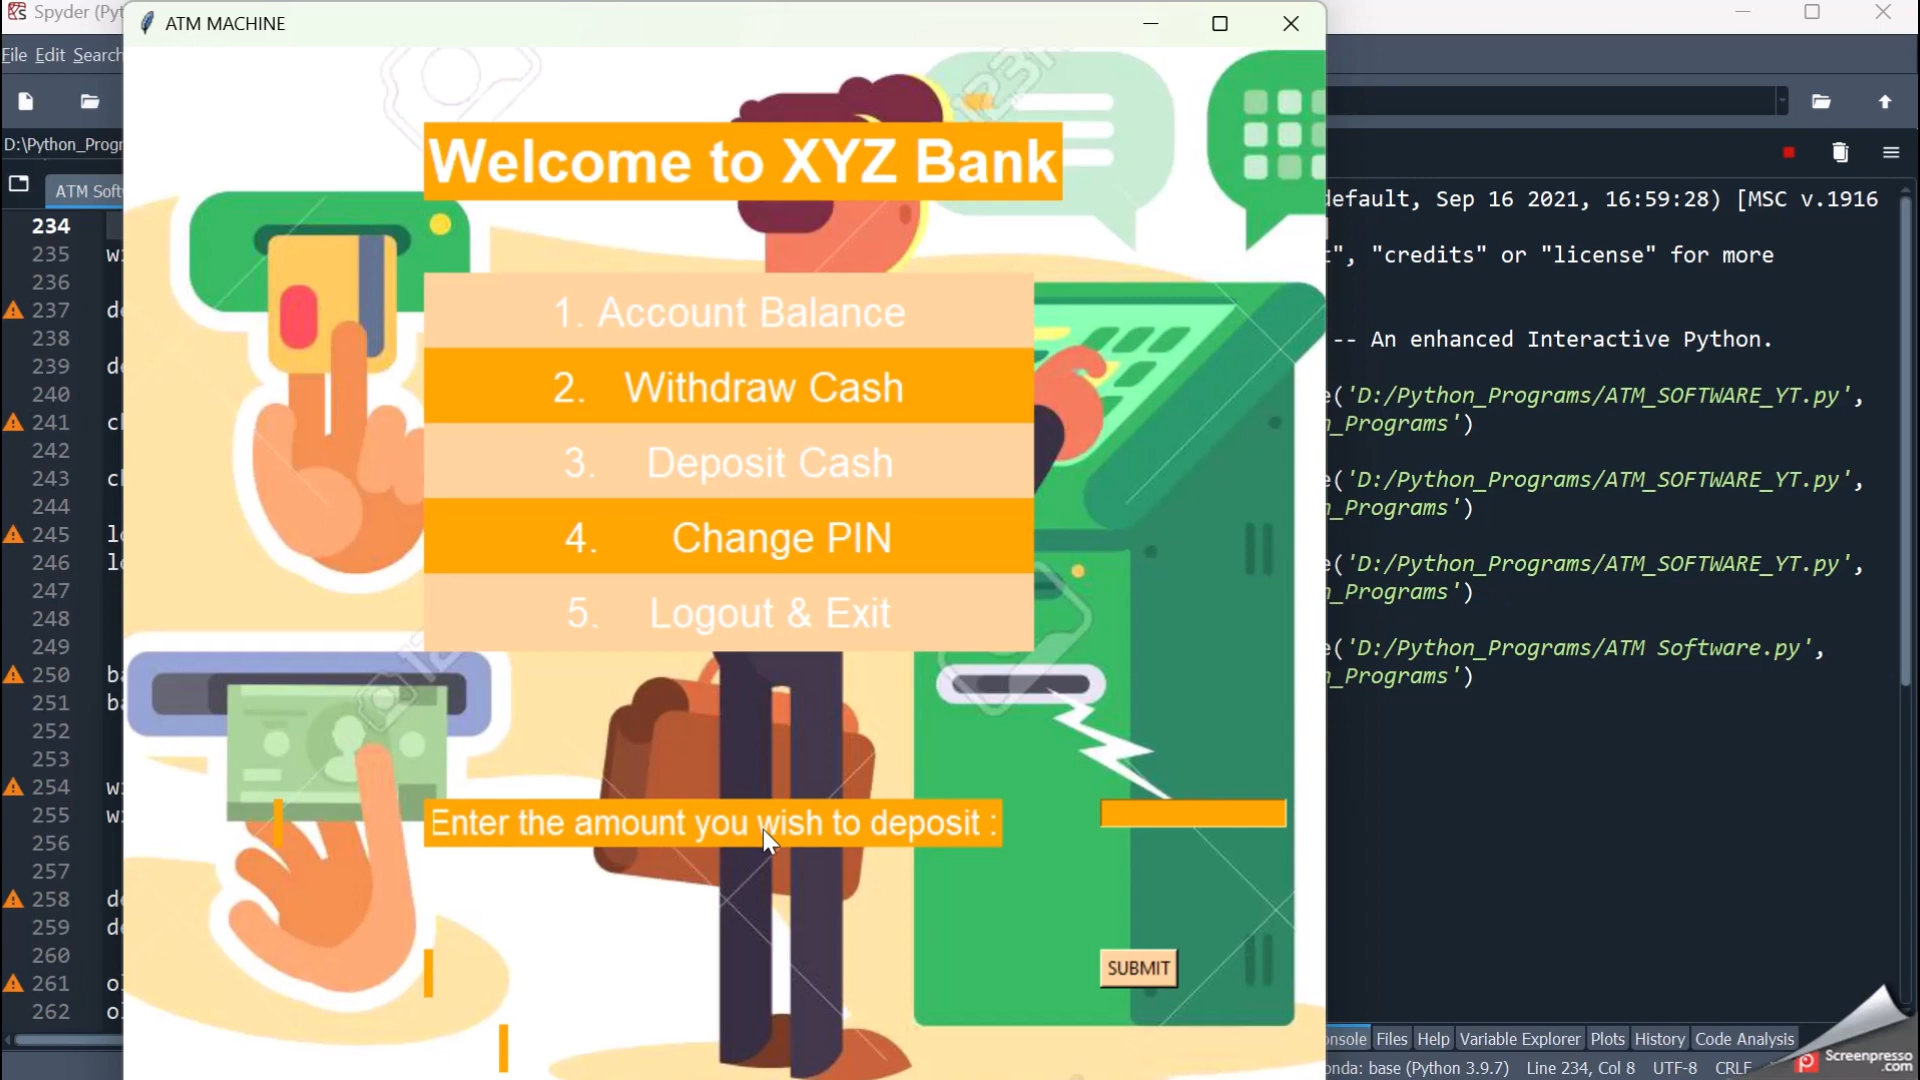 Spyder (Pyt
ATM MACHINE
File Edit Search
D:\Python_Progr
ATM Soft
Welcome to XYZ Bank
1. Account Balance
2. Withdraw Cash
3. Deposit Cash
4. Change PIN
5. Logout & Exit
Enter the amount you wish to deposit :
SUBMIT
234
235
236
237
238
239
240
241
242
243
244
245
246
247
248
249
250
251
252
253
254
255
256
257
258
259
260
261
262
default, Sep 16 2021, 16:59:28) [MSC v.1916
", "credits" or "license" for more
-- An enhanced Interactive Python.
('D:/Python_Programs/ATM_SOFTWARE_YT.py',
_Programs')
('D:/Python_Programs/ATM_SOFTWARE_YT.py',
_Programs')
('D:/Python_Programs/ATM_SOFTWARE_YT.py',
_Programs')
('D:/Python_Programs/ATM Software.py',
_Programs')
onsole Files Help Variable Explorer Plots History Code Analysis
onda: base (Python 3.9.7) Line 234, Col 8 UTF-8 CRLF
Screenpresso
.com